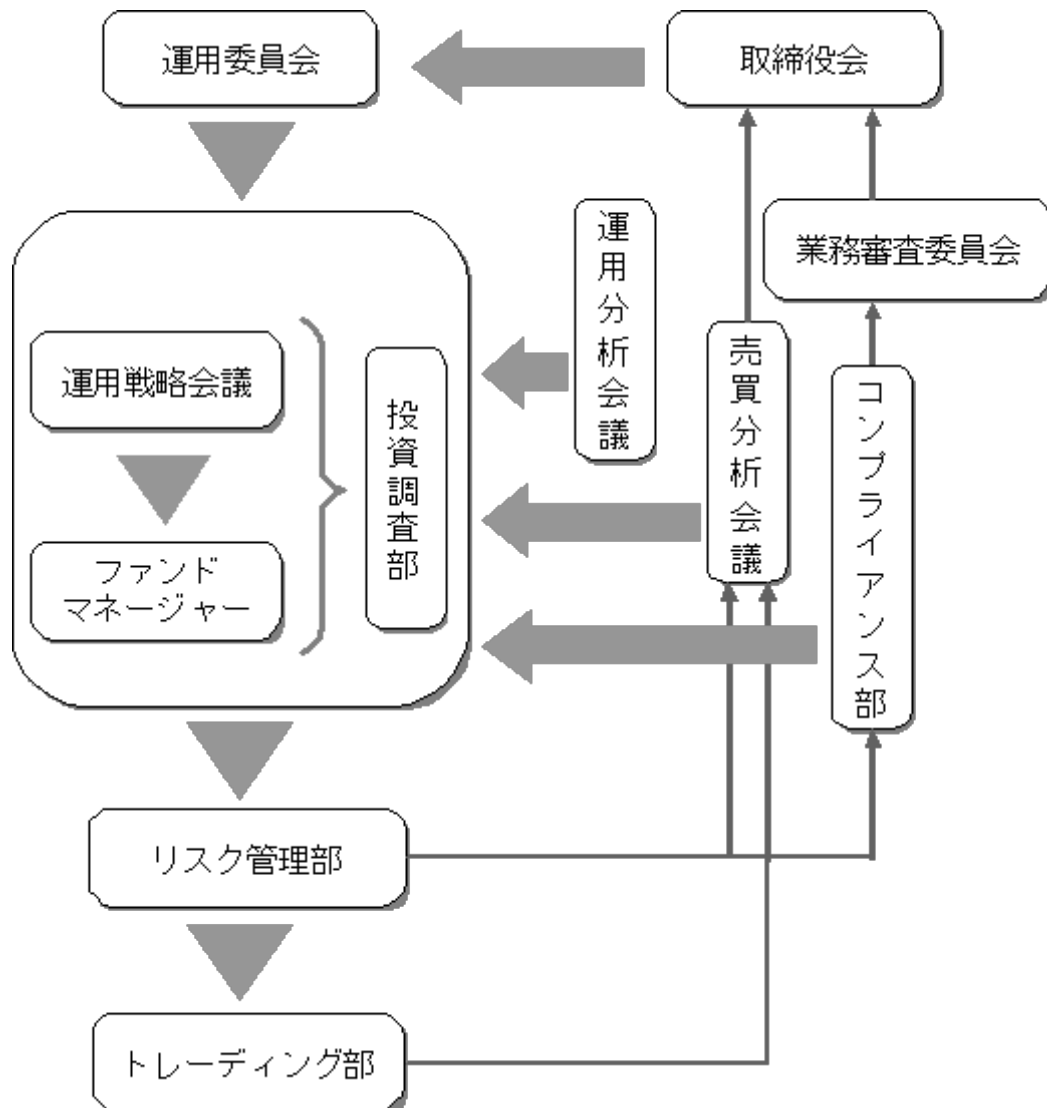 運用委員会
取締役会
運用分析会議
業務審査委員会
売買分析会議
運用戦略会議
投資調査部
コンプライアンス部
ファンド
マネージャー
リスク管理部
トレーディング部